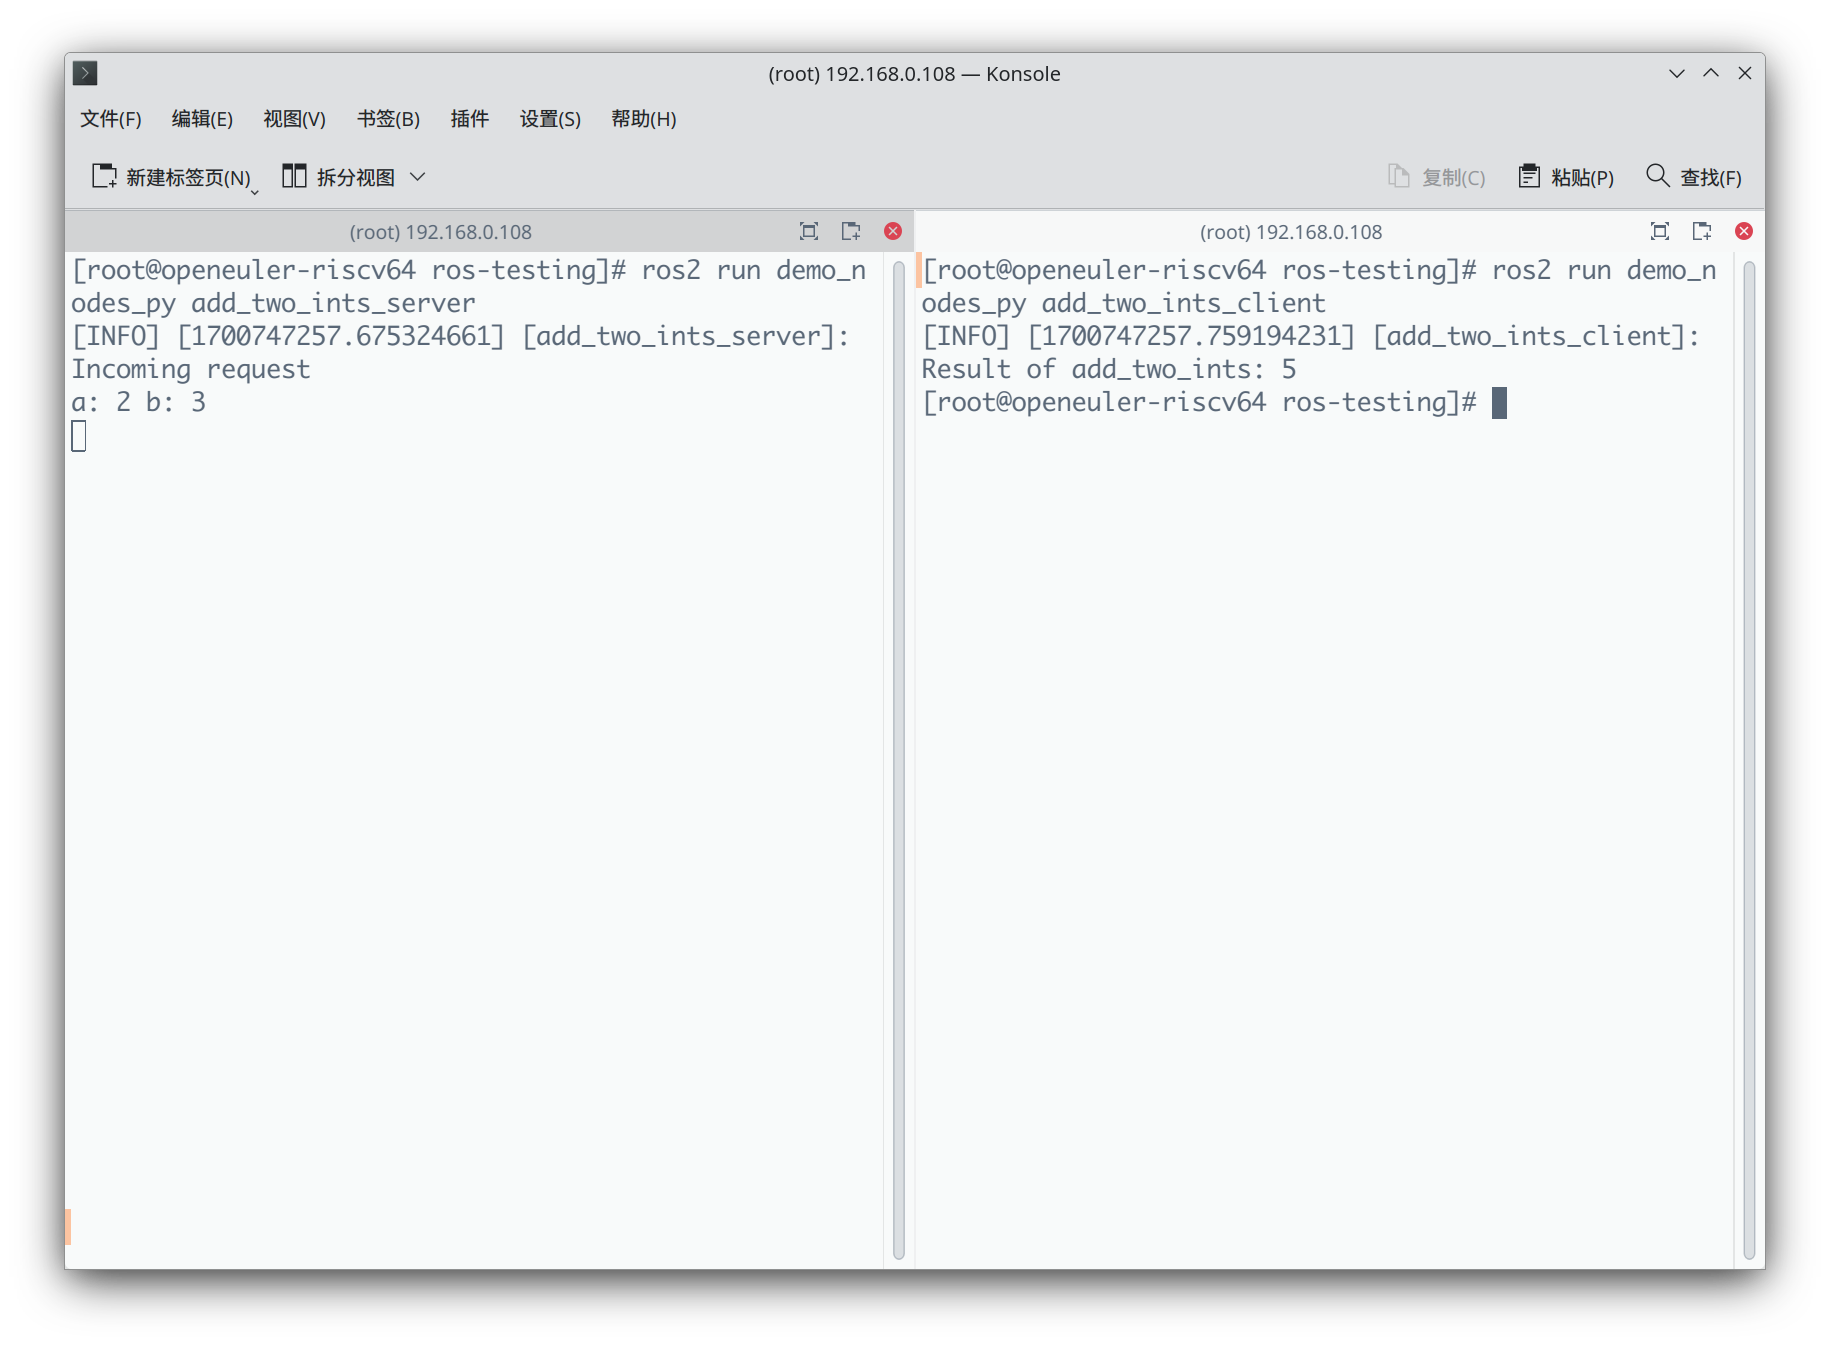 (root) 192.168.0.108 — Konsole
文件(F) 编辑(E) 视图(V) 书签(B) 插件 设置(S) 帮助(H)
新建标签页(N) 拆分视图 复制(C) 粘贴(P) 查找(F)
(root) 192.168.0.108
[root@openeuler-riscv64 ros-testing]# ros2 run demo_n
odes_py add_two_ints_server
[INFO] [1700747257.675324661] [add_two_ints_server]:
Incoming request
a: 2 b: 3
(root) 192.168.0.108
[root@openeuler-riscv64 ros-testing]# ros2 run demo_n
odes_py add_two_ints_client
[INFO] [1700747257.759194231] [add_two_ints_client]:
Result of add_two_ints: 5
[root@openeuler-riscv64 ros-testing]#